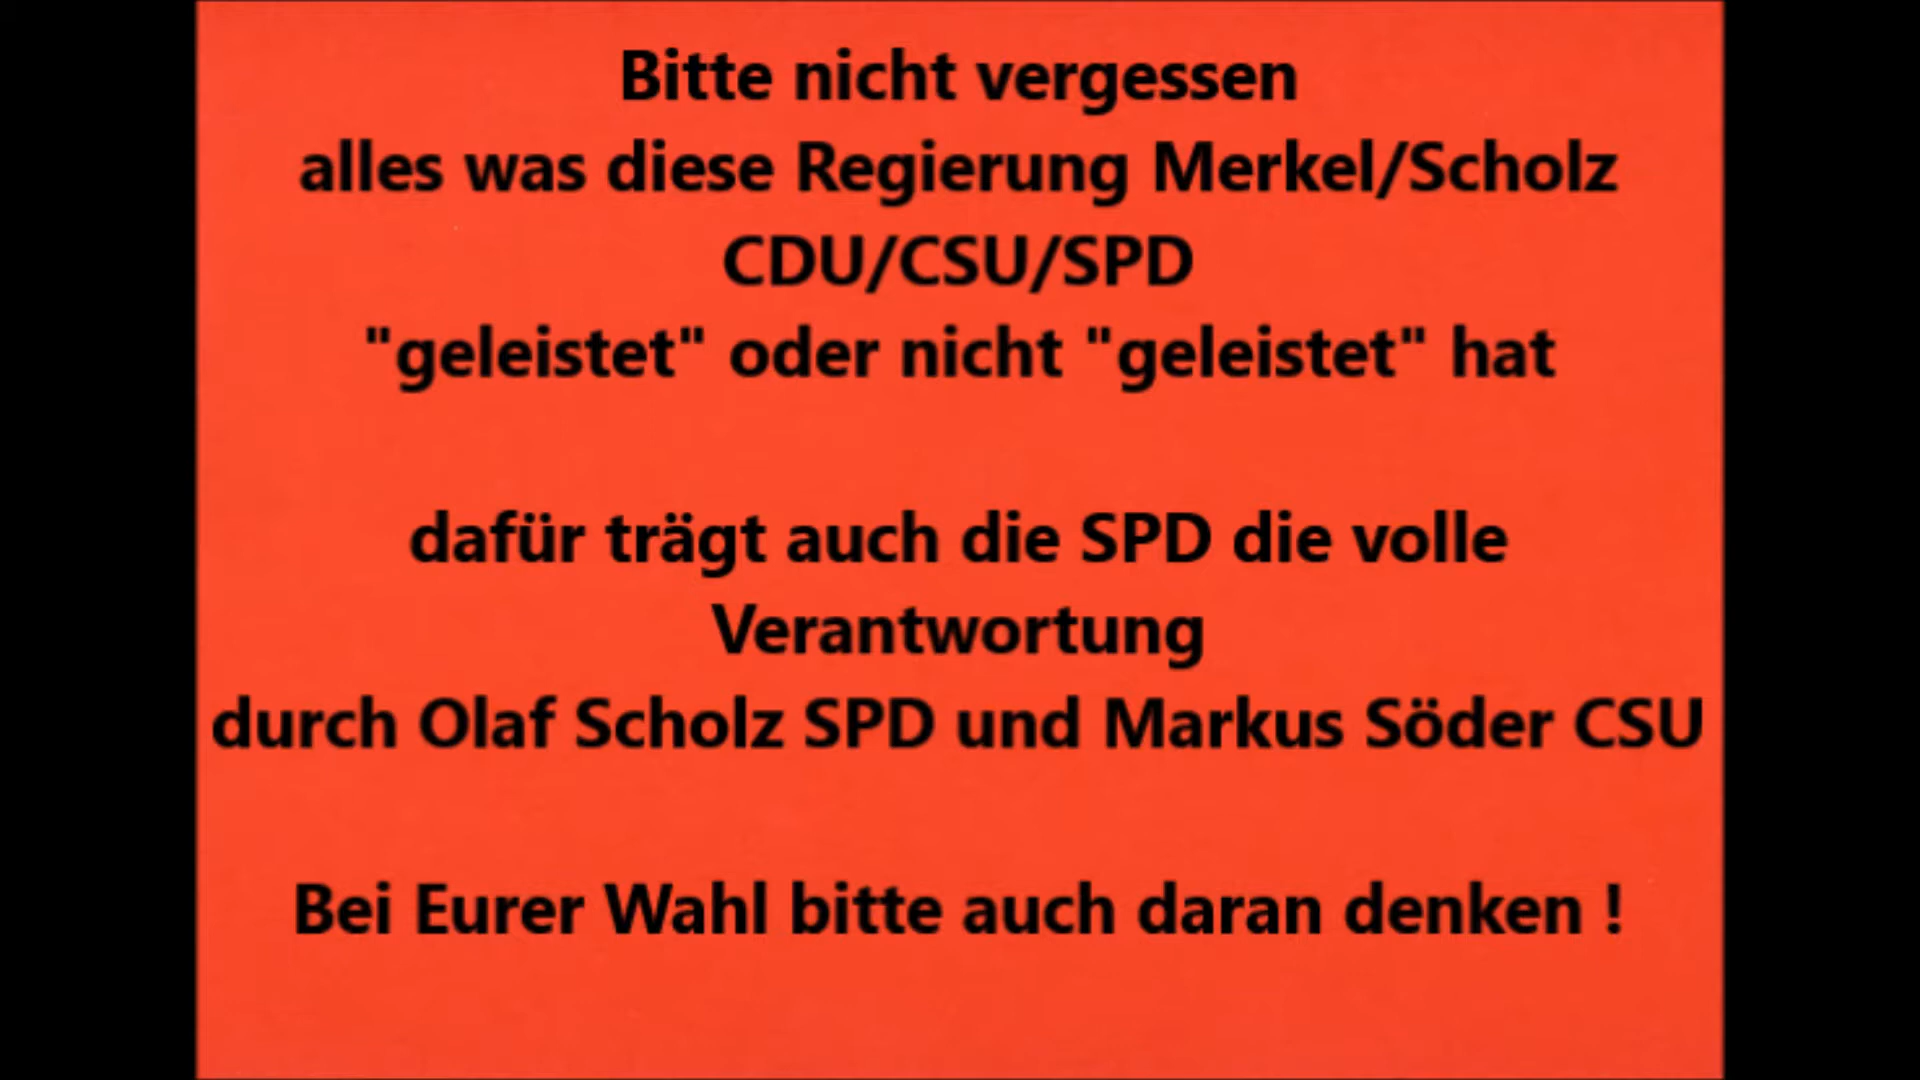 Bitte nicht vergessen
alles was diese Regierung Merkel/Scholz
CDU/CSU/SPD
"geleistet" oder nicht "geleistet" hat
dafür trägt auch die SPD die volle
Verantwortung
durch Olaf Scholz SPD und Markus Söder CSU
Bei Eurer Wahl bitte auch daran denken !